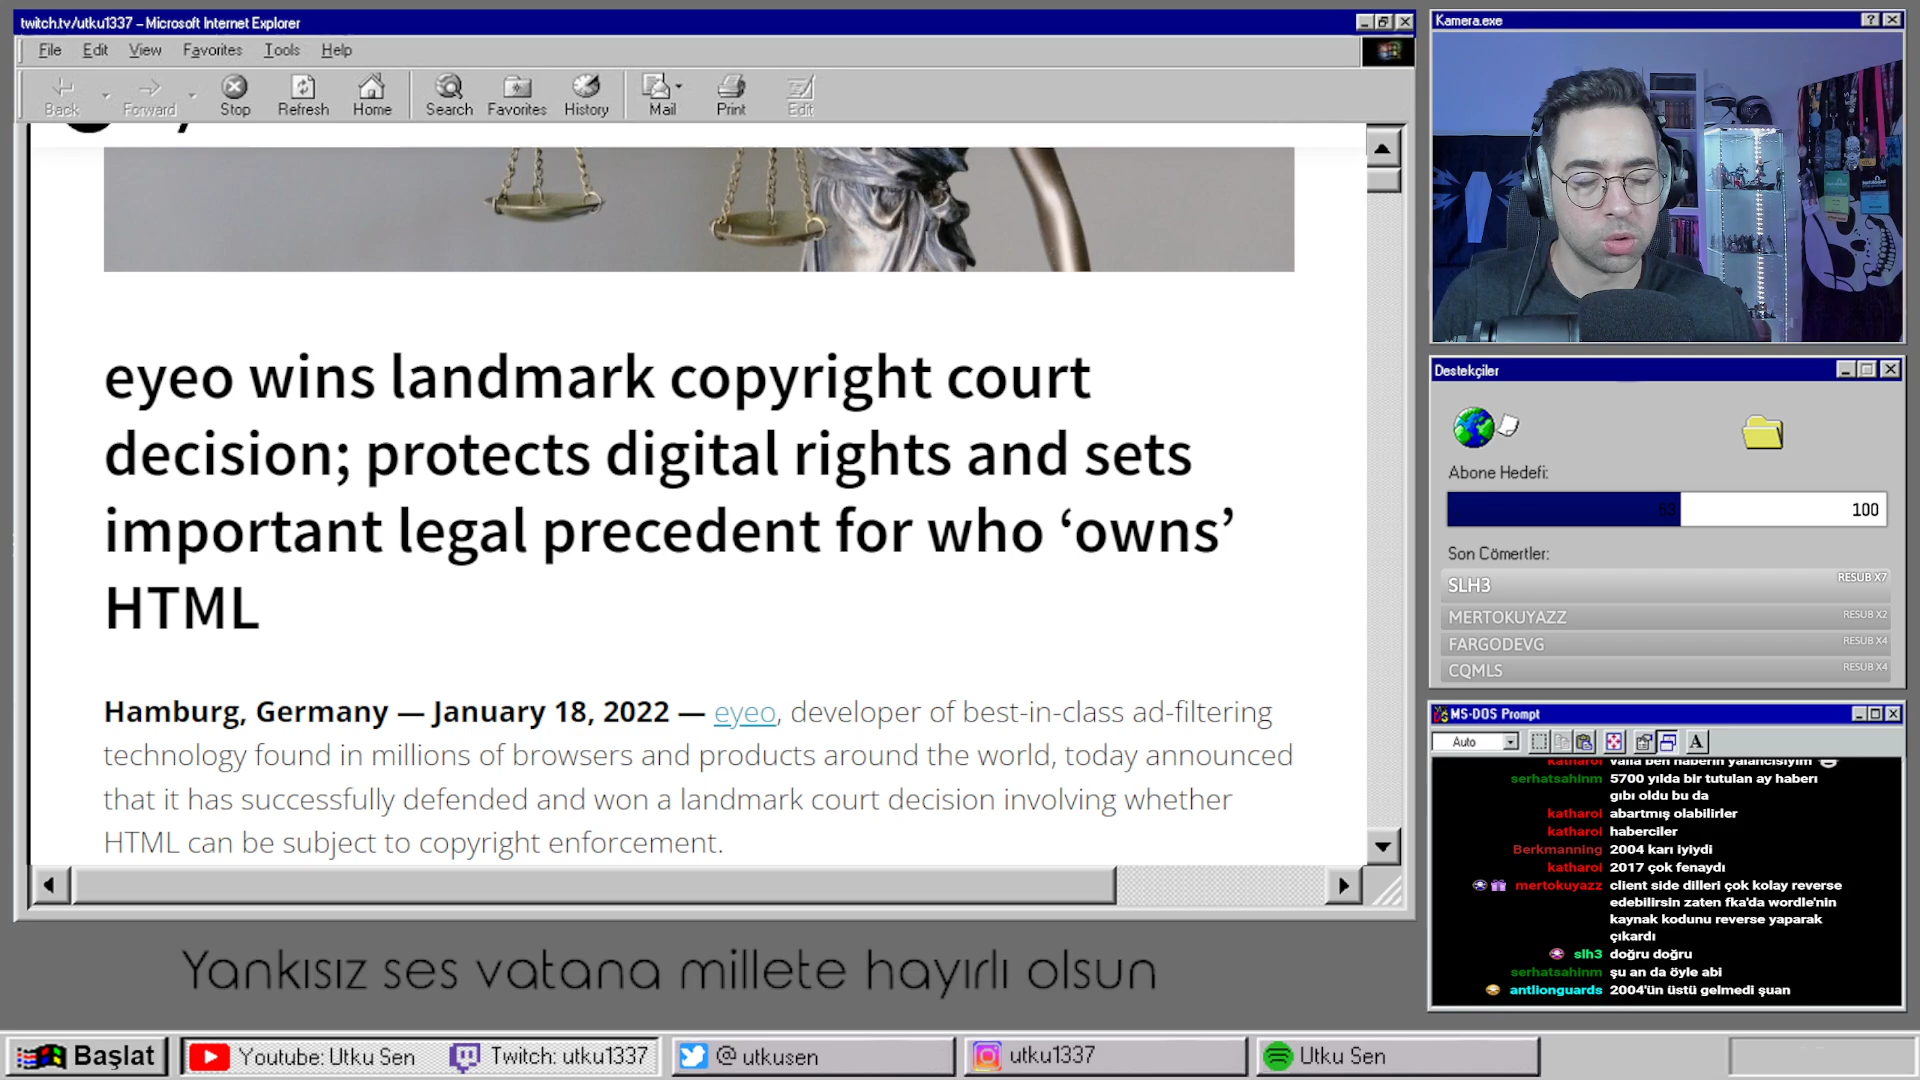 twitch.tv/utku1337 – Microsoft Internet Explorer
File Edit View Favorites Tools Help
Back Forward Stop Refresh Home Search Favorites History Mail Print Edit
eyeo wins landmark copyright court
decision; protects digital rights and sets
important legal precedent for who ‘owns’
HTML
Hamburg, Germany — January 18, 2022 — eyeo, developer of best-in-class ad-filtering
technology found in millions of browsers and products around the world, today announced
that it has successfully defended and won a landmark court decision involving whether
HTML can be subject to copyright enforcement.
Yankısız ses vatana millete hayırlı olsun
Kamera.exe
Destekçiler
Abone Hedefi:
53 100
Son Cömertler:
SLH3 RESUB X7
MERTOKUYAZZ RESUB X2
FARGODEVG RESUB X4
CQMLS RESUB X4
MS-DOS Prompt
Auto A
katharoi valla ben haberin yalancısıyım
serhatsahinm 5700 yılda bir tutulan ay haberı
gıbı oldu bu da
katharoi abartmış olabilirler
katharoi haberciler
Berkmanning 2004 karı iyiydi
katharoi 2017 çok fenaydı
mertokuyazz client side dilleri çok kolay reverse
edebilirsin zaten fka'da wordle'nin
kaynak kodunu reverse yaparak
çıkardı
slh3 doğru doğru
serhatsahinm şu an da öyle abi
antlionguards 2004'ün üstü gelmedi şuan
Başlat Youtube: Utku Sen Twitch: utku1337 @utkusen utku1337 Utku Sen